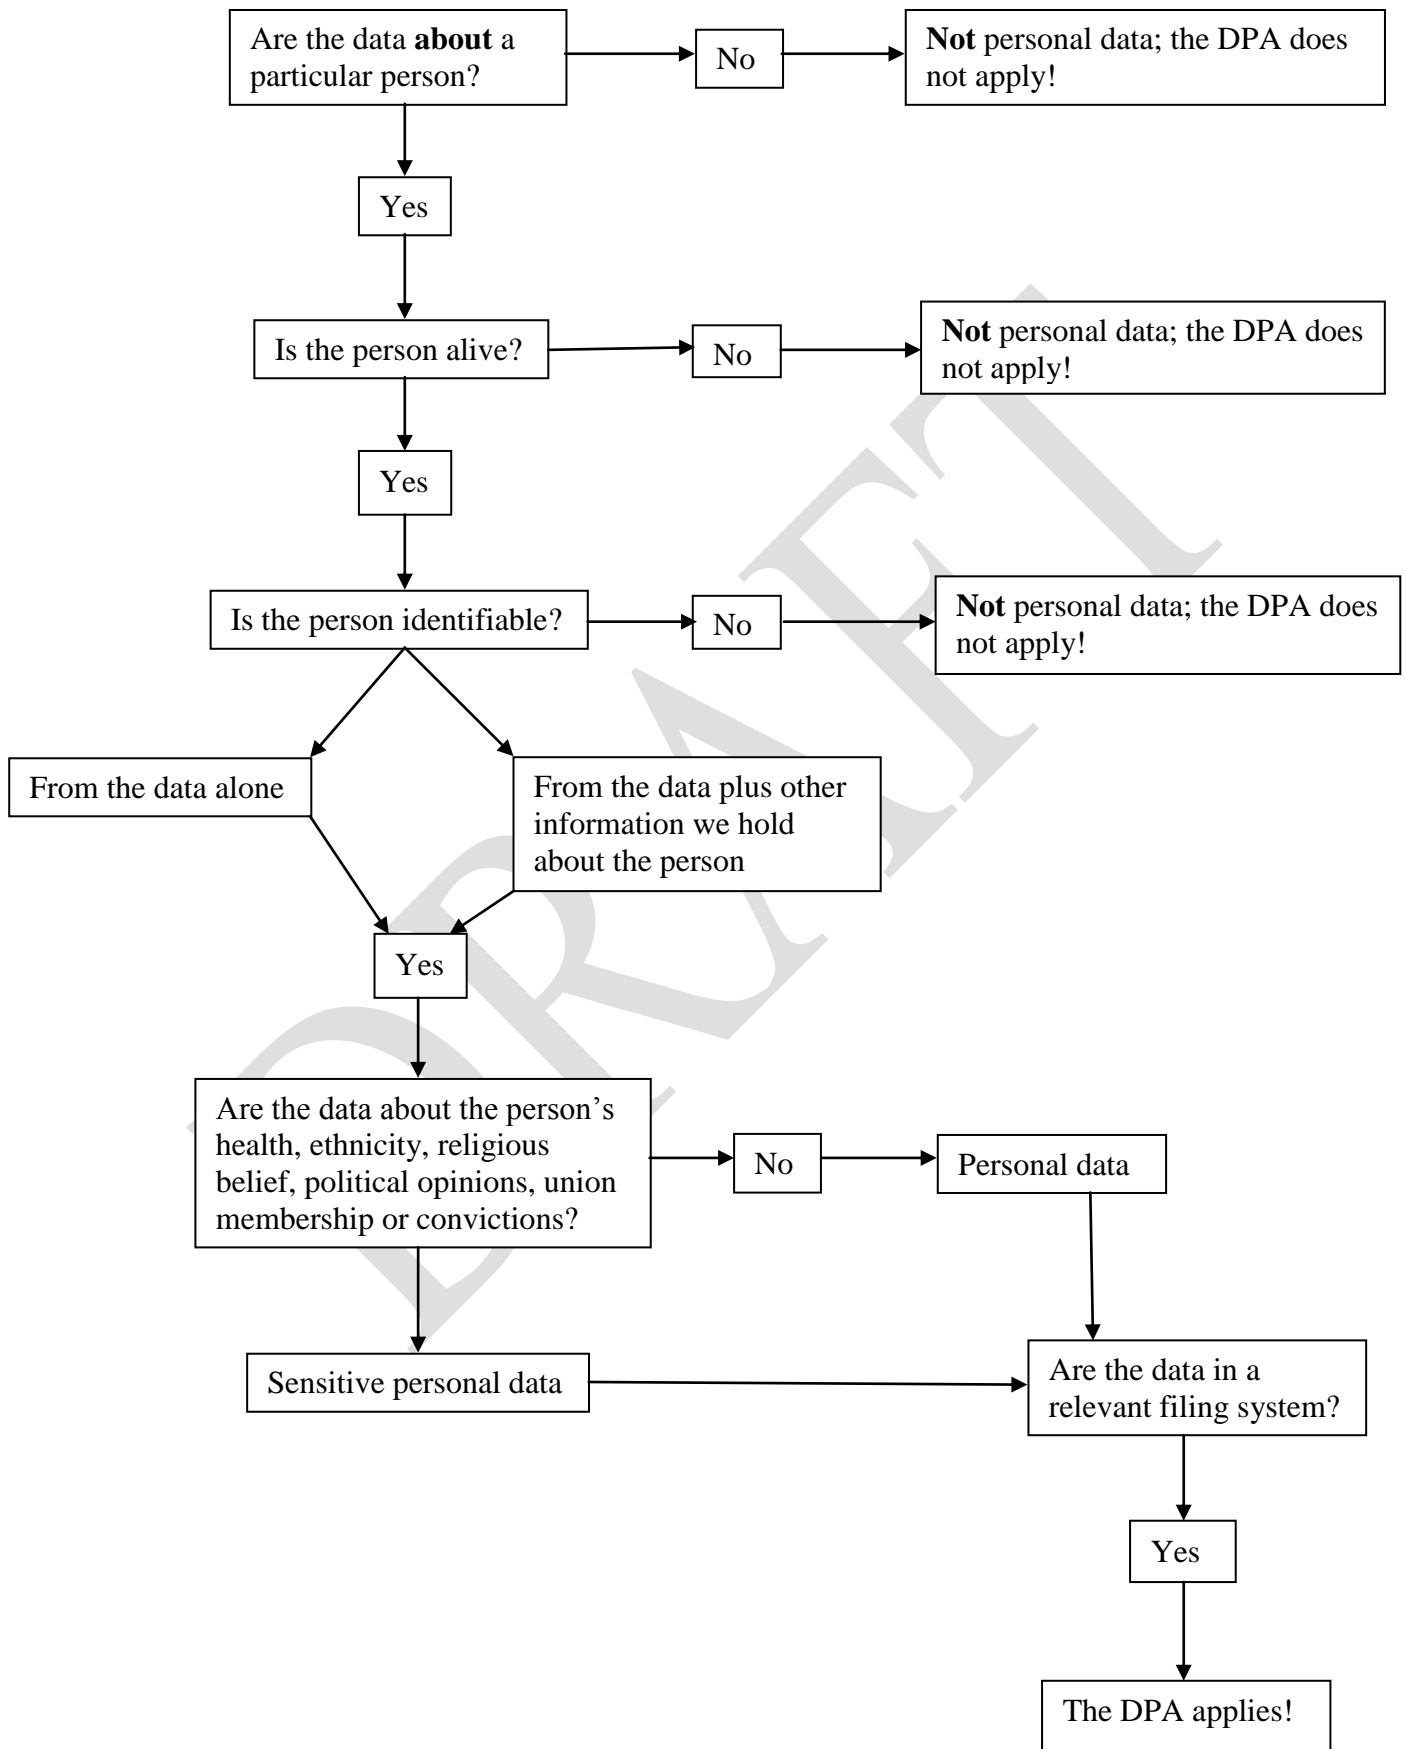 Are the data about a
particular person?
No
Not personal data; the DPA does
not apply!
Yes
Is the person alive?
No
Not personal data; the DPA does
not apply!
Yes
Is the person identifiable?
No
Not personal data; the DPA does
not apply!
From the data alone
From the data plus other
information we hold
about the person
Yes
Are the data about the person’s
health, ethnicity, religious
belief, political opinions, union
membership or convictions?
No
Personal data
Sensitive personal data
Are the data in a
relevant filing system?
Yes
The DPA applies!
DRAFT